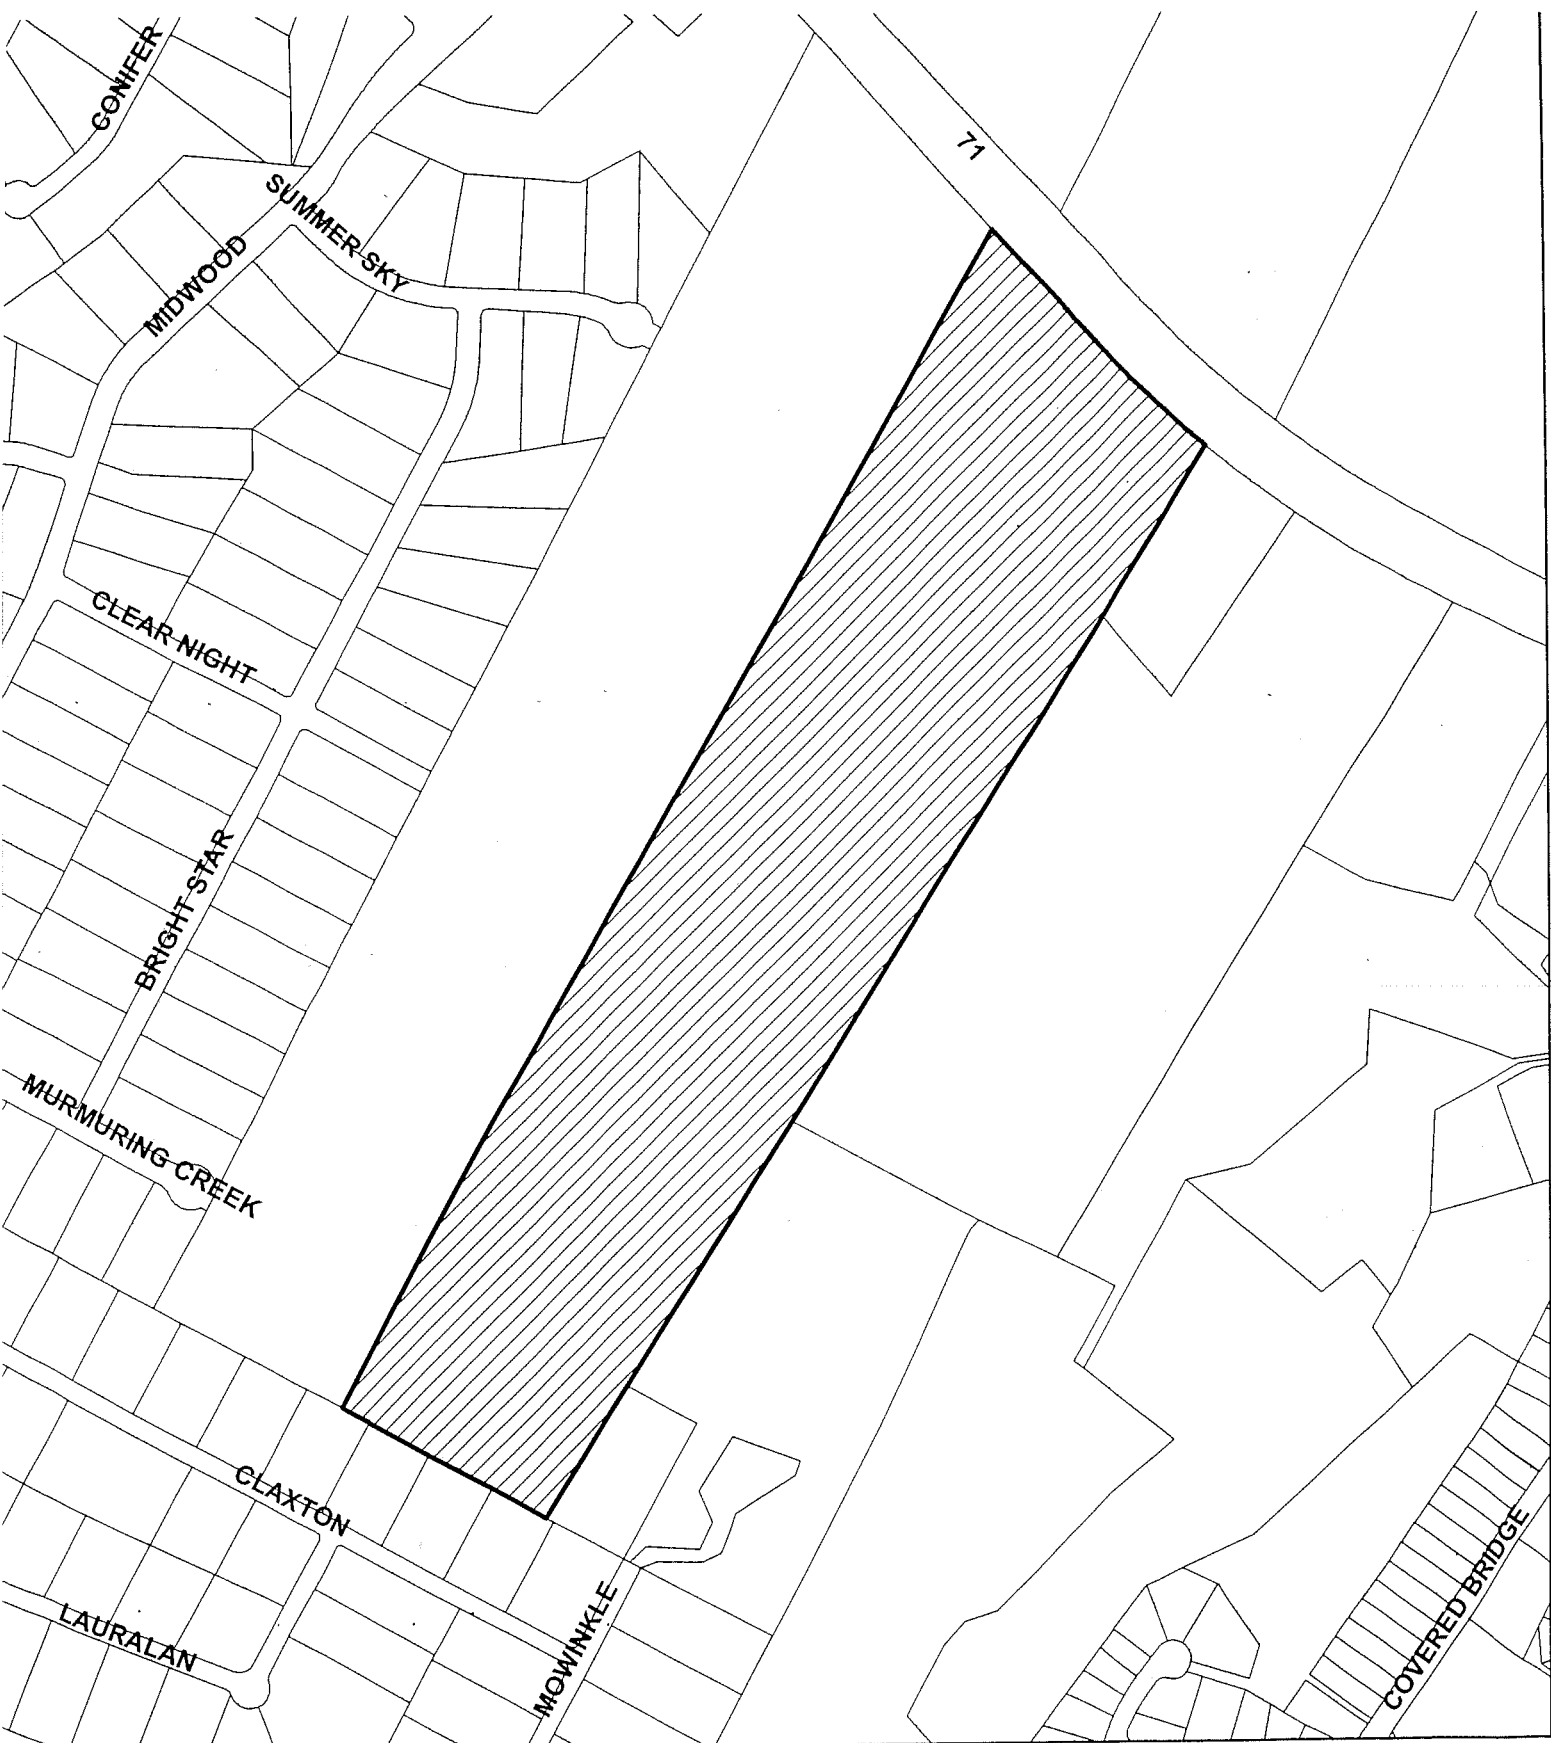 CONIFER
71
SUMMER SKY
MIDWOOD
CLEAR NIGHT
BRIGHT STAR
MURMURING CREEK
CLAXTON
LAURALAN
MOWINKLE
COVERED BRIDGE